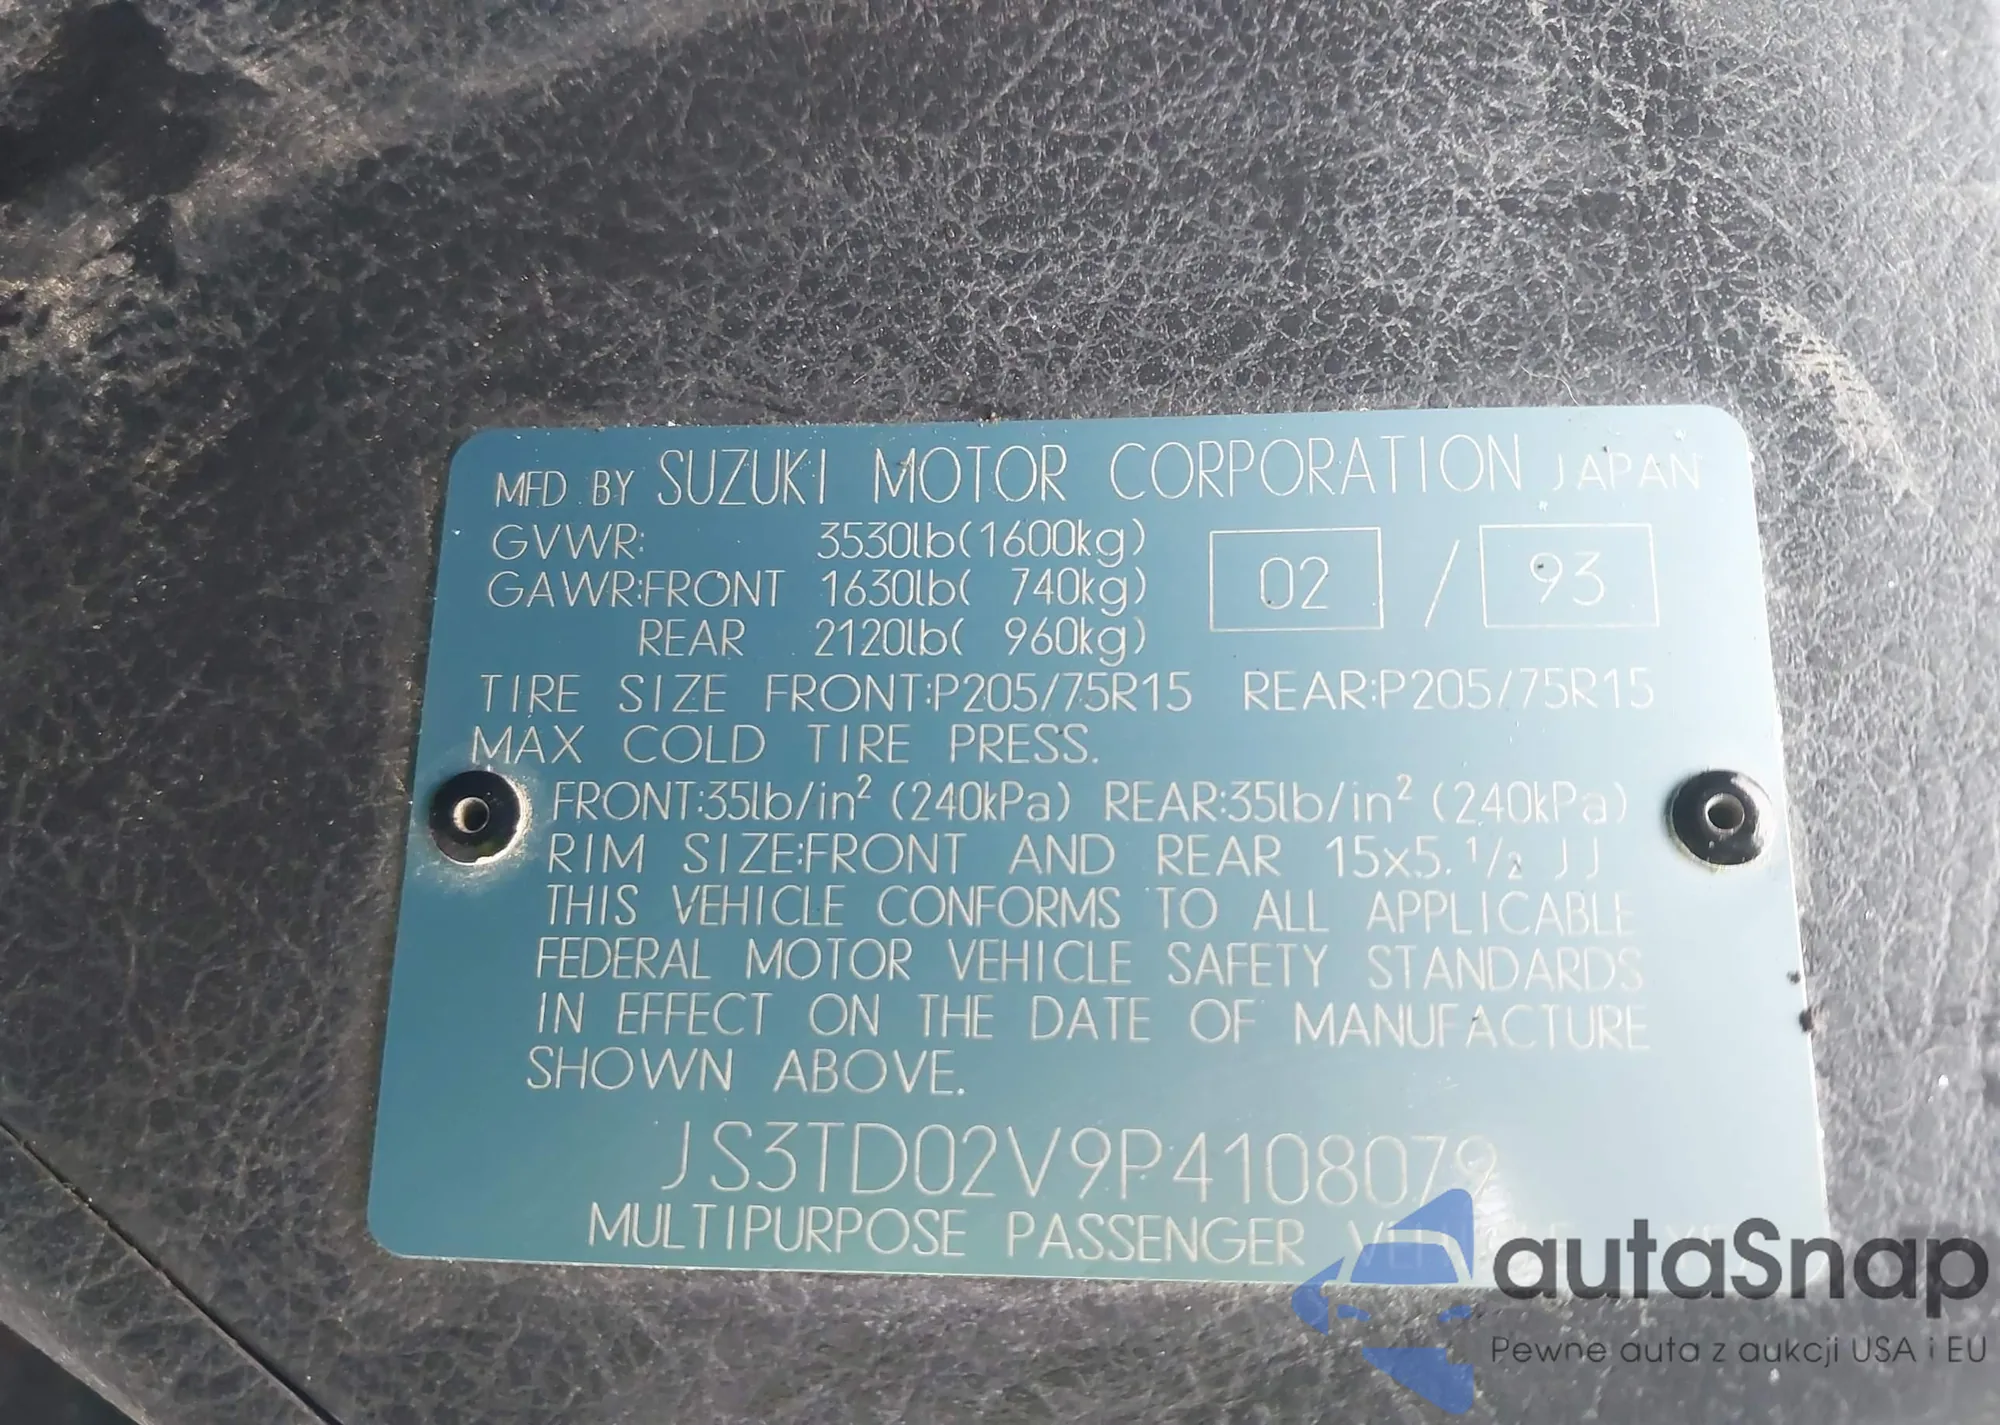 MFD. BY SUZUKI MOTOR CORPORATION JAPAN
GVWR: 3530lb(1600kg) 02 / 93
GAWR:FRONT 1630lb( 740kg)
REAR 2120lb( 960kg)
TIRE SIZE FRONT:P205/75R15 REAR:P205/75R15
MAX COLD TIRE PRESS.
FRONT:35lb/in² (240kPa) REAR:35lb/in² (240kPa)
RIM SIZE:FRONT AND REAR 15x5.1/2 JJ
THIS VEHICLE CONFORMS TO ALL APPLICABLE
FEDERAL MOTOR VEHICLE SAFETY STANDARDS
IN EFFECT ON THE DATE OF MANUFACTURE
SHOWN ABOVE.
JS3TD02V9P4108079
MULTIPURPOSE PASSENGER
autaSnap
Pewne auta z aukcji USA i EU